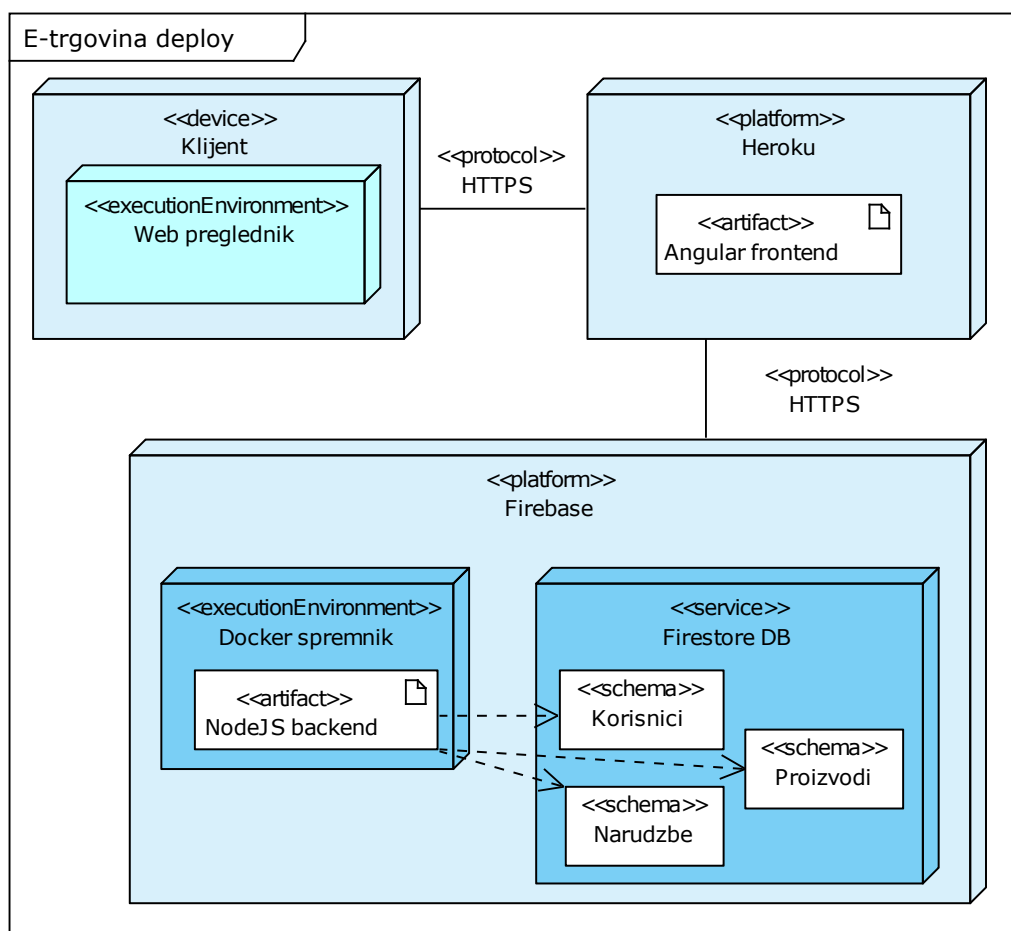 E-trgovina deploy
<<device>>
Klijent
<<executionEnvironment>>
Web preglednik
<<protocol>>
HTTPS
<<platform>>
Heroku
<<artifact>>
Angular frontend
<<protocol>>
HTTPS
<<platform>>
Firebase
<<executionEnvironment>>
Docker spremnik
<<artifact>>
NodeJS backend
<<service>>
Firestore DB
<<schema>>
Korisnici
<<schema>>
Proizvodi
<<schema>>
Narudzbe